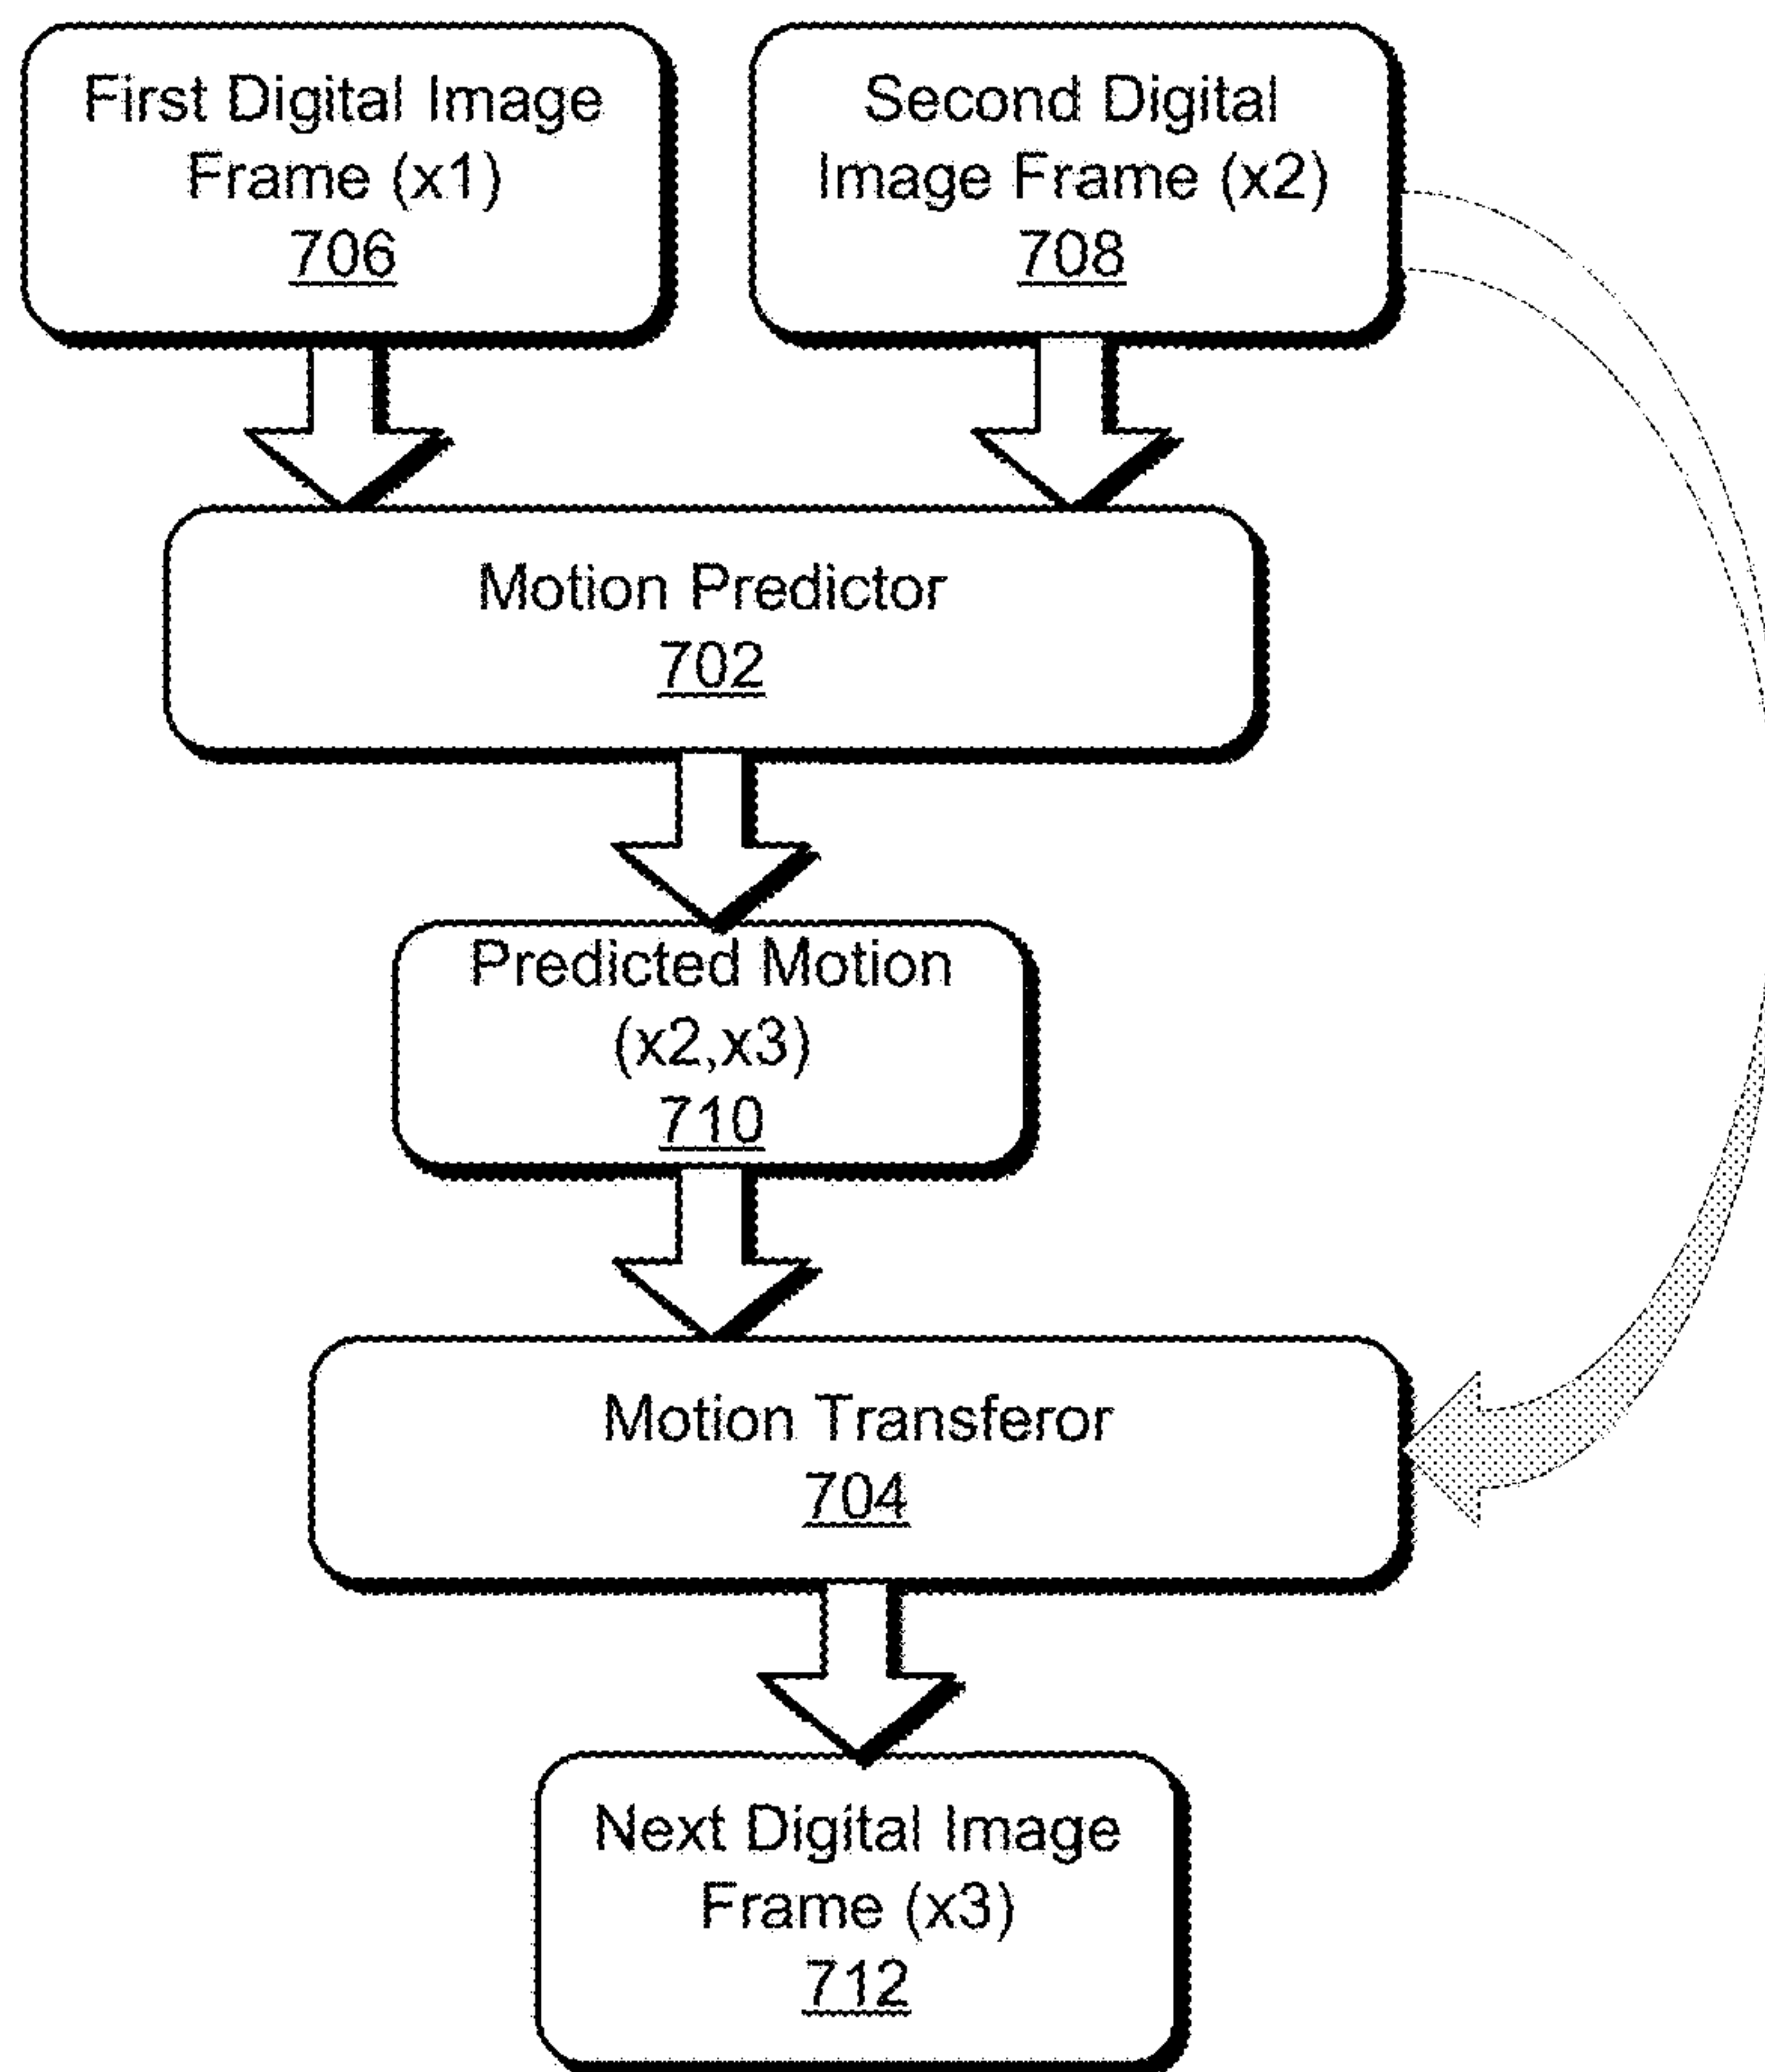 First Digital Image
Frame (x1)
706
Second Digital
Image Frame (x2)
708
Motion Predictor
702
Predicted Motion
(x2,x3)
710
Motion Transferor
704
Next Digital Image
Frame (x3)
712